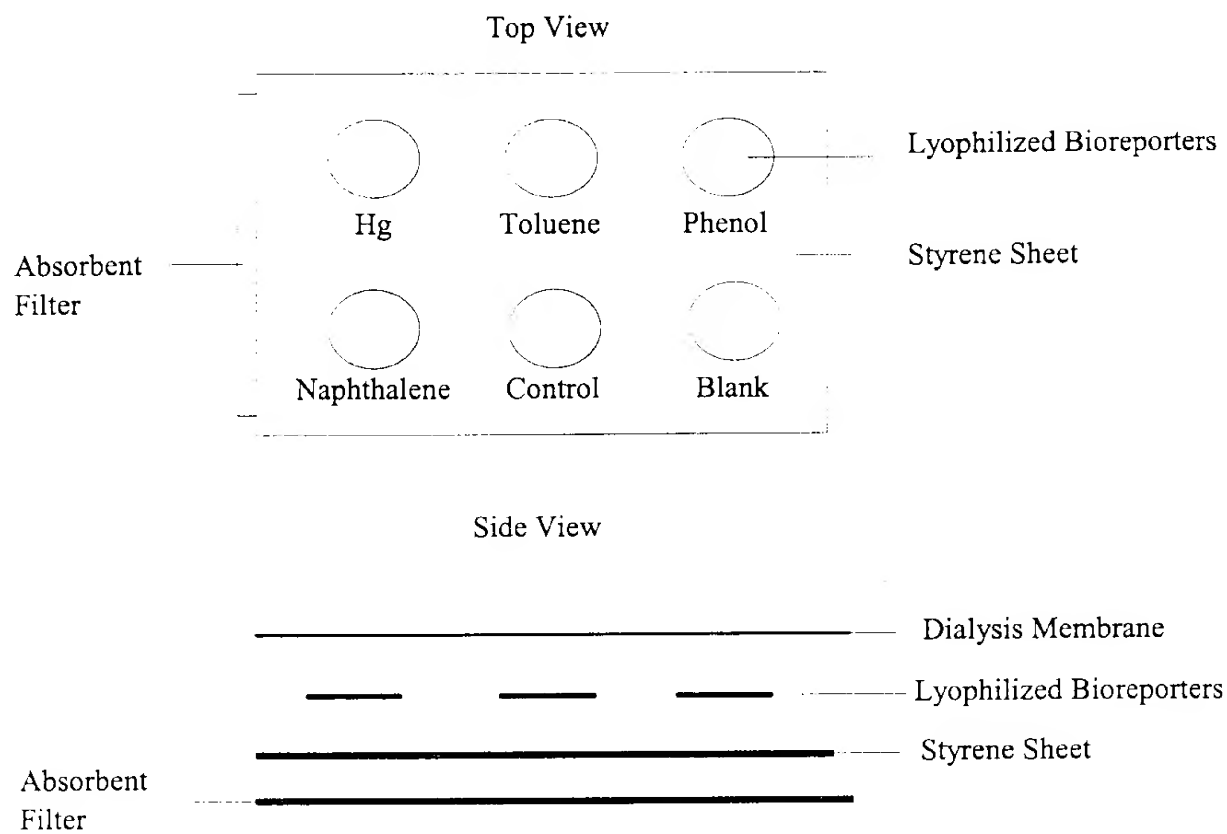 Top View
Lyophilized Bioreporters
Hg Toluene Phenol
Absorbent
Filter
Styrene Sheet
Naphthalene Control Blank
Side View
Dialysis Membrane
Lyophilized Bioreporters
Styrene Sheet
Absorbent
Filter